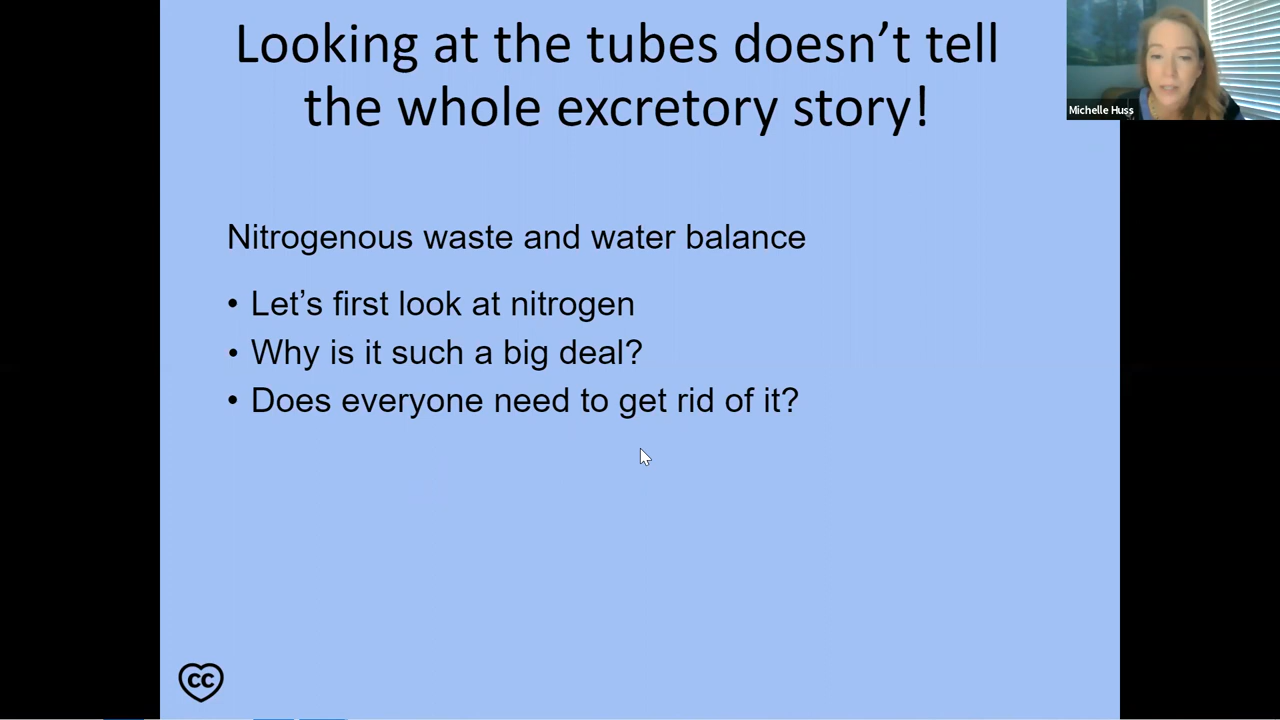 Looking at the tubes doesn’t tell
the whole excretory story!
Michelle Huss
Nitrogenous waste and water balance
• Let’s first look at nitrogen
• Why is it such a big deal?
• Does everyone need to get rid of it?
CC